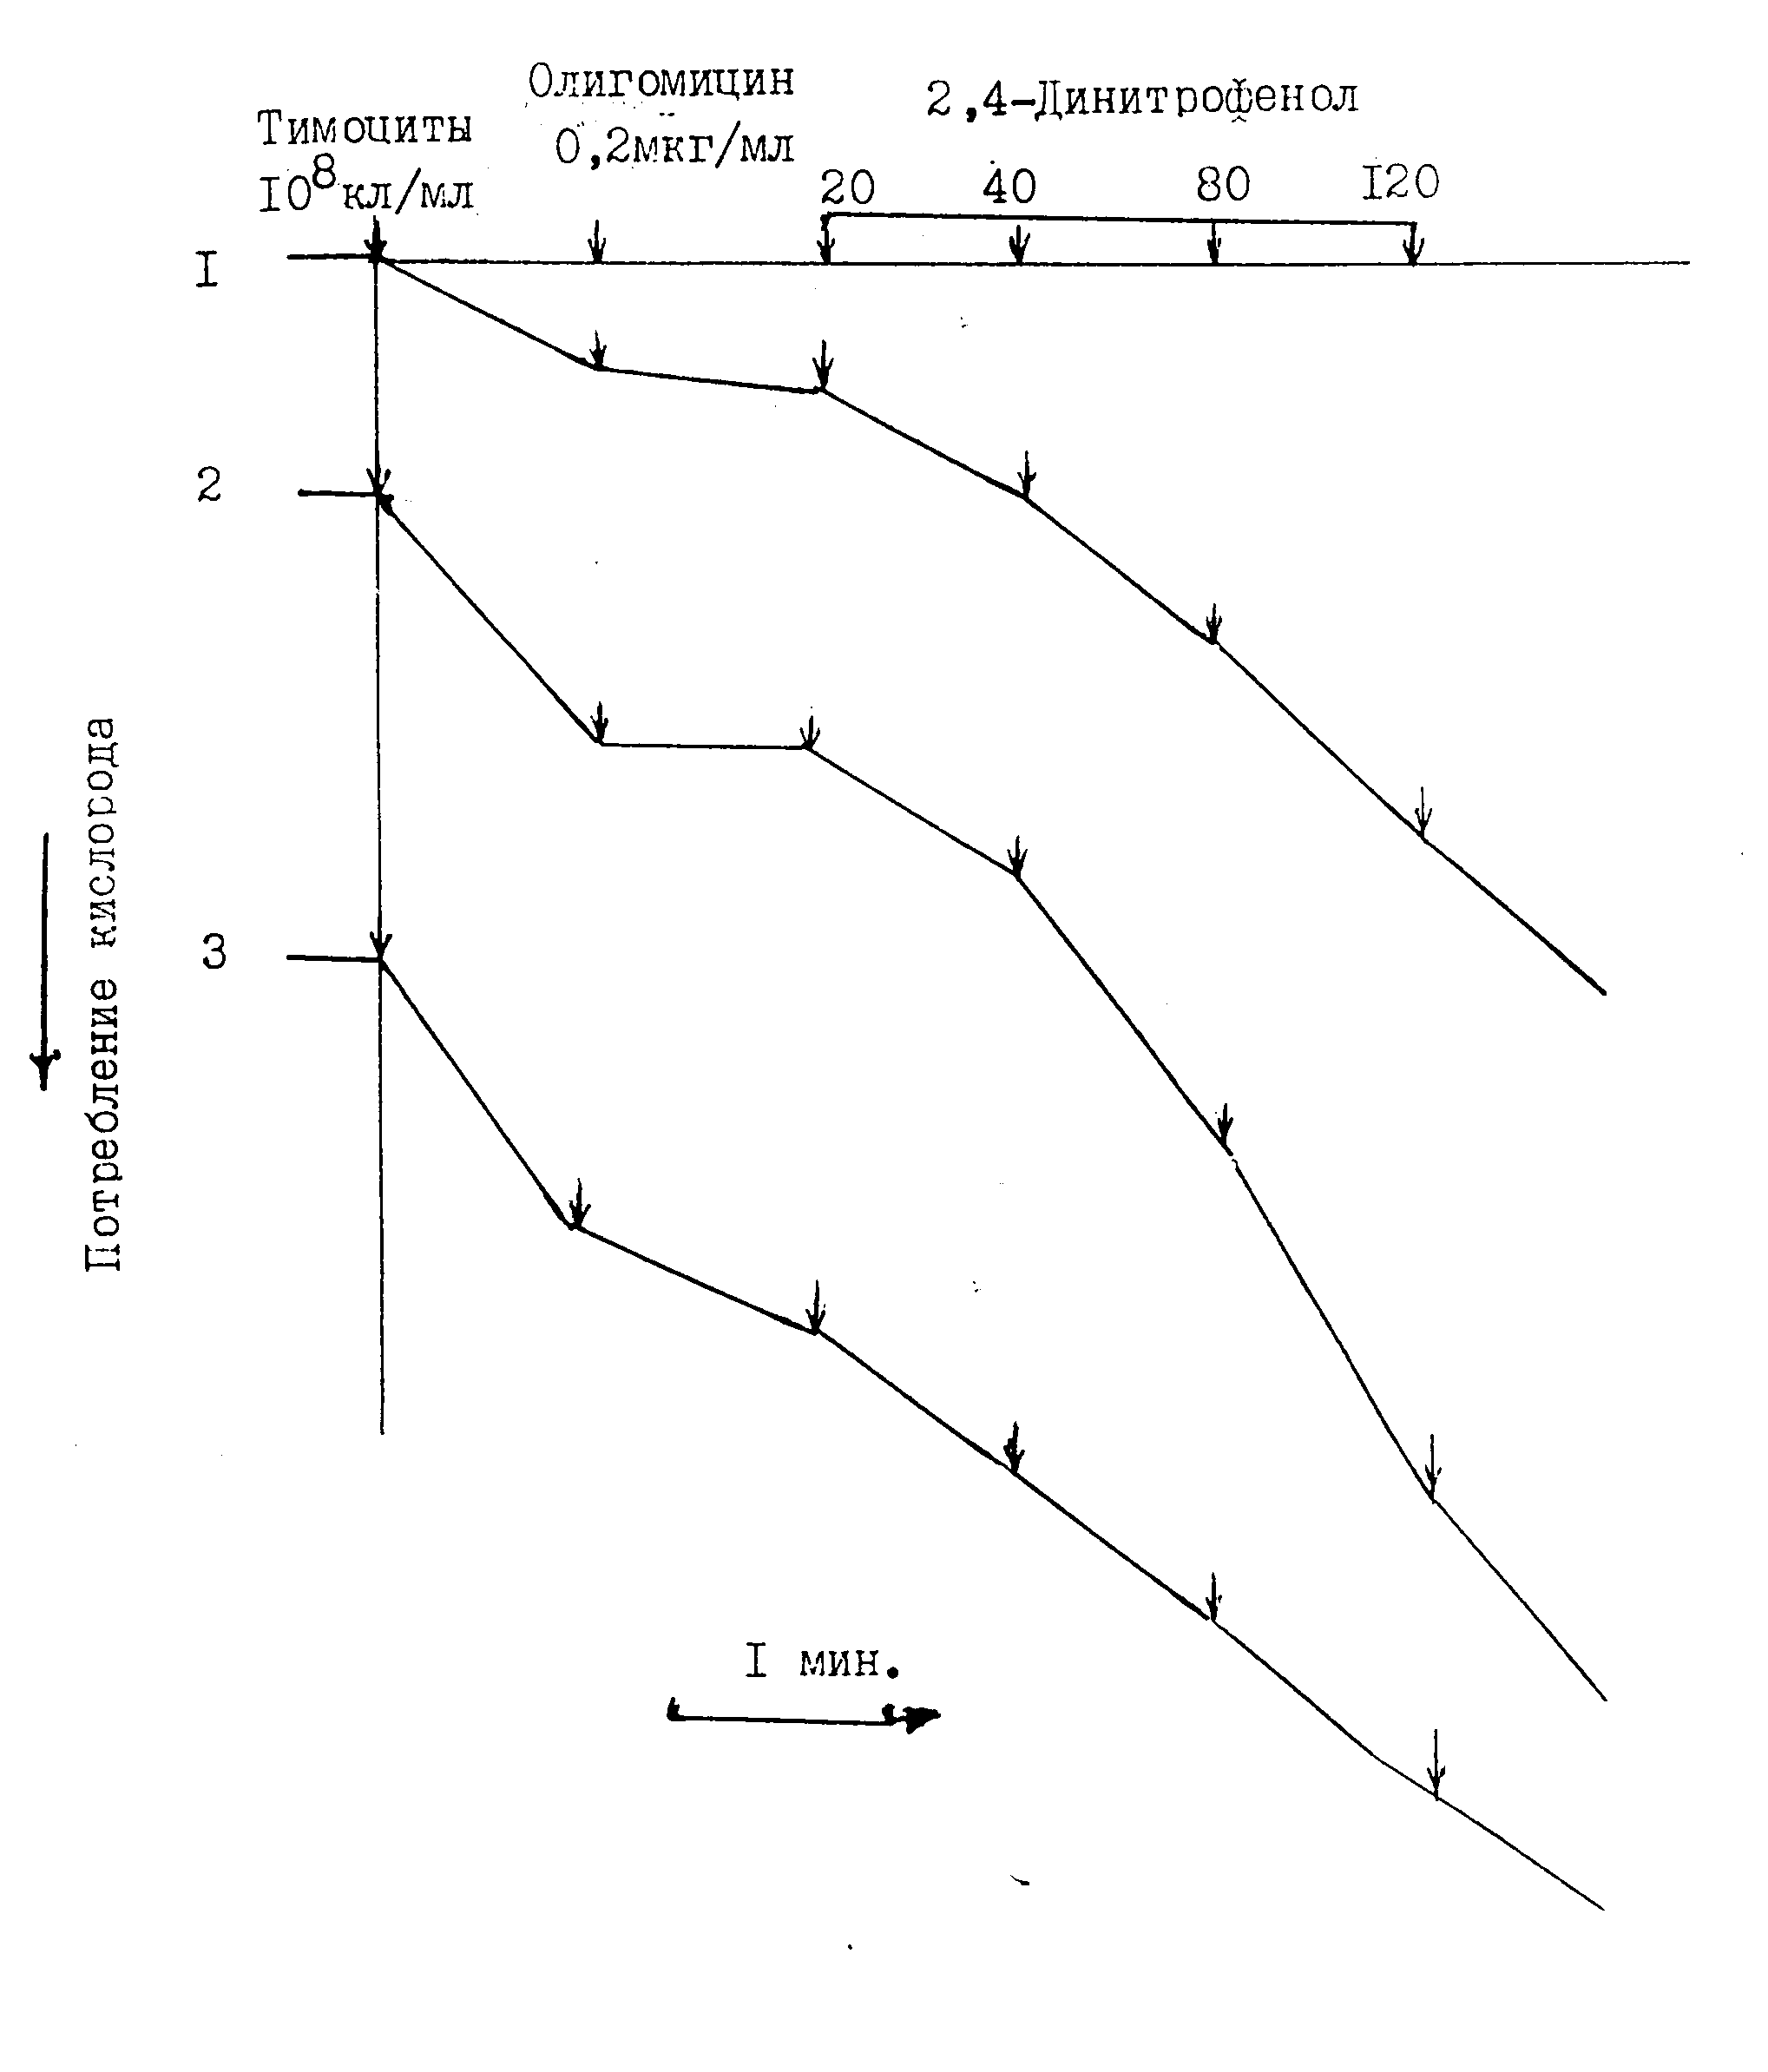 Тимоциты
10⁸кл/мл
Олигомицин
0,2мкг/мл
2,4-Динитрофенол
20 40 80 120
I
2
3
Потребление кислорода
I мин.